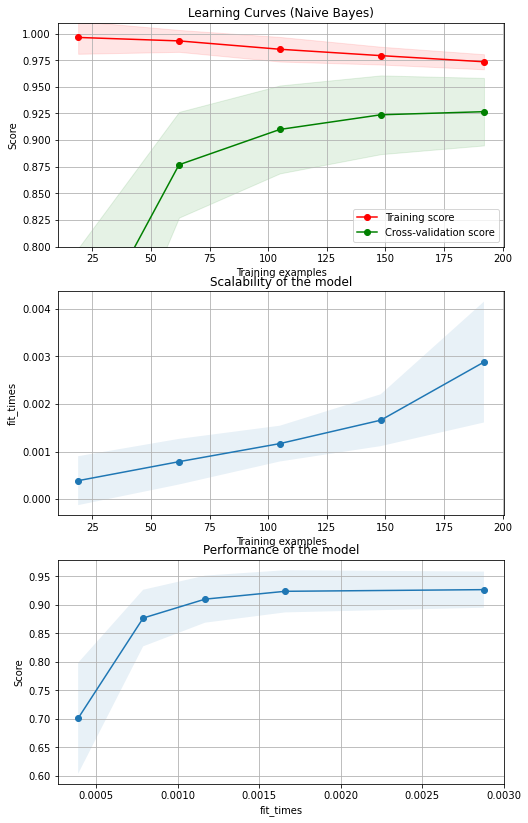 Learning Curves (Naive Bayes)
1.000
0.975
0.950
0.925
0.900
0.875
0.850
0.825
0.800
Score
Training score
Cross-validation score
25 50 75 100 125 150 175 200
Training examples
Scalability of the model
0.004
0.003
0.002
0.001
0.000
fit_times
25 50 75 100 125 150 175 200
Training examples
Performance of the model
0.95
0.90
0.85
0.80
0.75
0.70
0.65
0.60
Score
0.0005 0.0010 0.0015 0.0020 0.0025 0.0030
fit_times